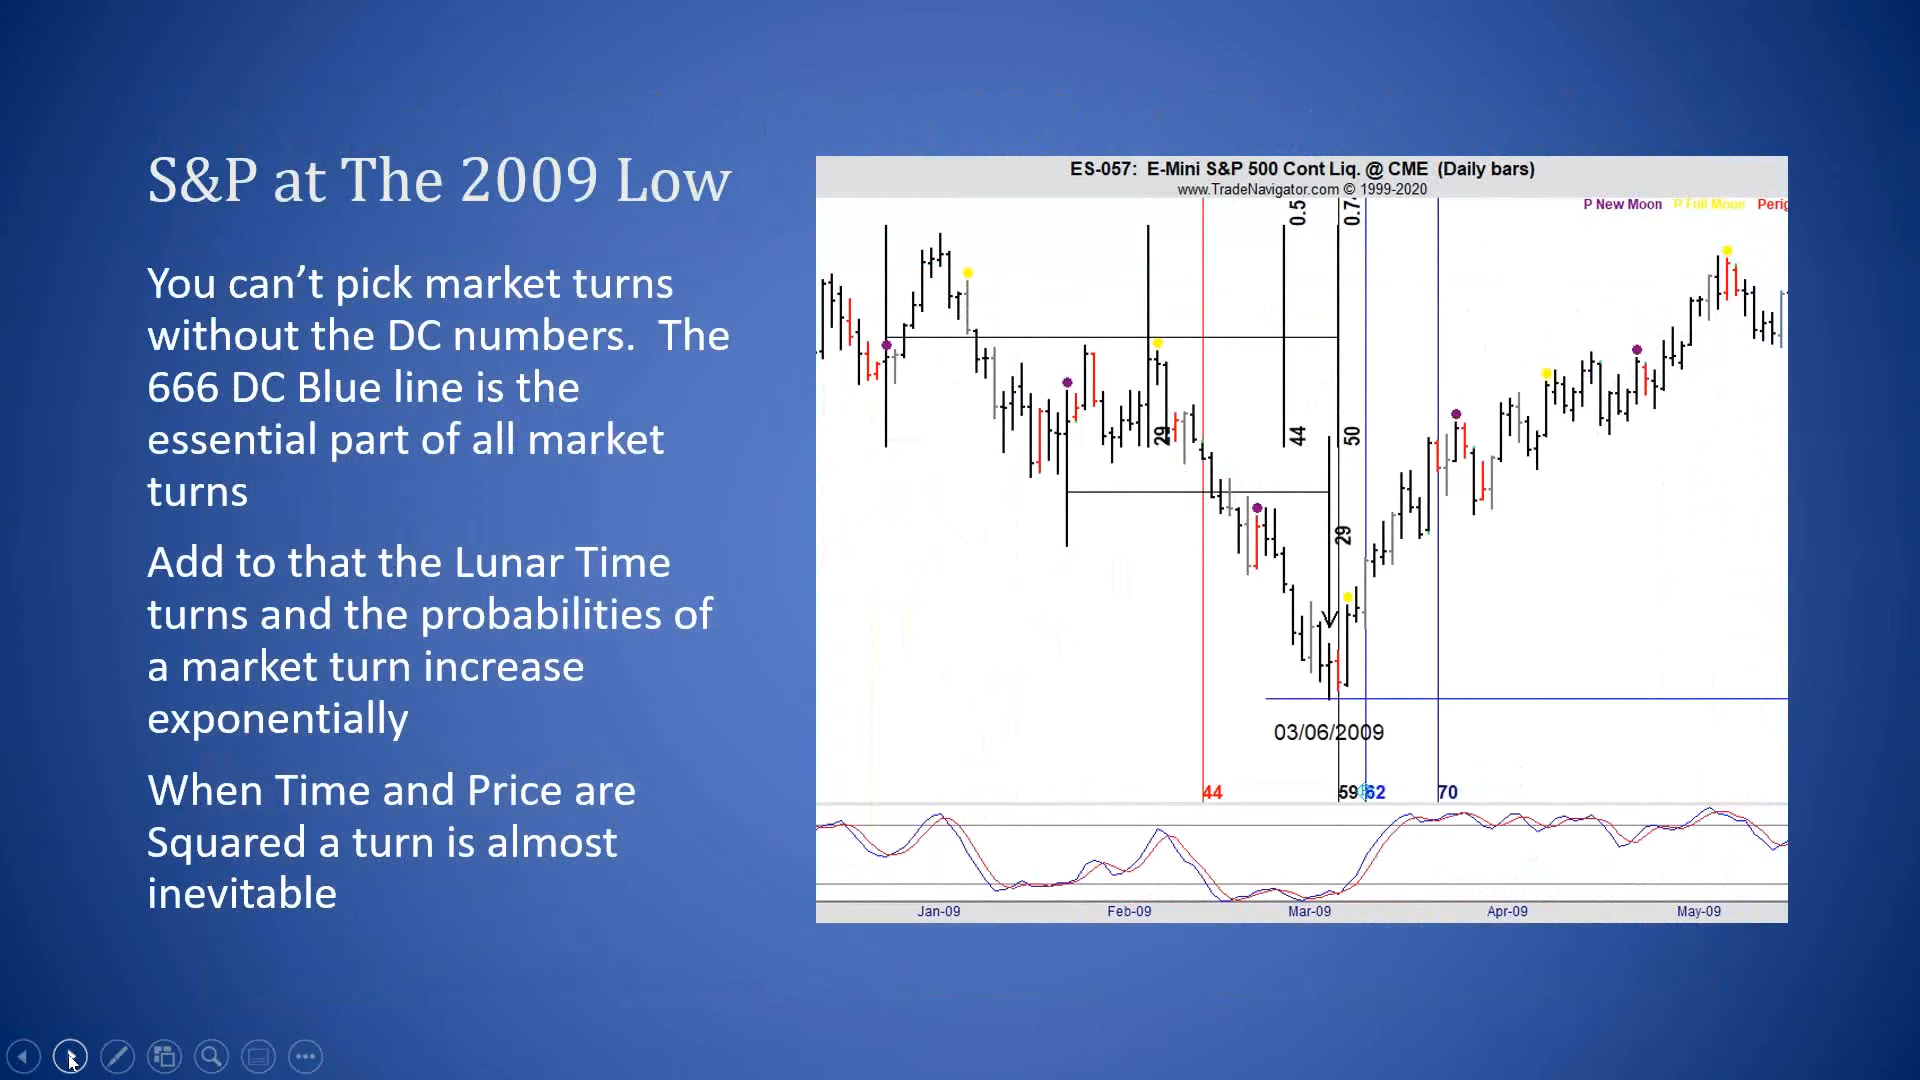 S&P at The 2009 Low
You can’t pick market turns
without the DC numbers.  The
666 DC Blue line is the
essential part of all market
turns
Add to that the Lunar Time
turns and the probabilities of
a market turn increase
exponentially
When Time and Price are
Squared a turn is almost
inevitable
ES-057:  E-Mini S&P 500 Cont Liq. @ CME  (Daily bars)
www.TradeNavigator.com © 1999-2020
P New Moon  P Full Moon  Perig
0.5
0.7
29
44
50
29
03/06/2009
44
59
62
70
Jan-09
Feb-09
Mar-09
Apr-09
May-09